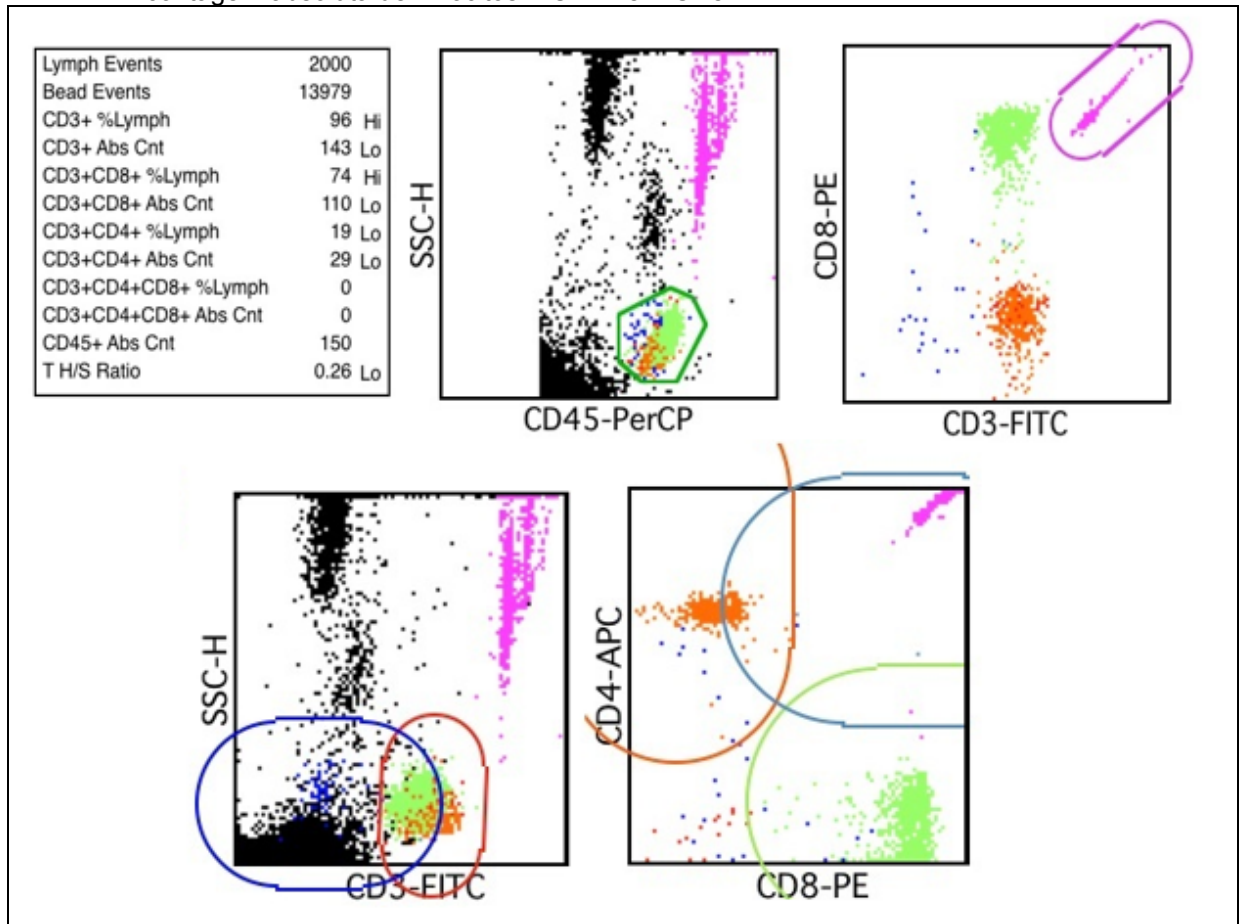 Lymph Events 2000
Bead Events 13979
CD3+ %Lymph 96 Hi
CD3+ Abs Cnt 143 Lo
CD3+CD8+ %Lymph 74 Hi
CD3+CD8+ Abs Cnt 110 Lo
CD3+CD4+ %Lymph 19 Lo
CD3+CD4+ Abs Cnt 29 Lo
CD3+CD4+CD8+ %Lymph 0
CD3+CD4+CD8+ Abs Cnt 0
CD45+ Abs Cnt 150
T H/S Ratio 0.26 Lo
SSC-H
CD45-PerCP
CD8-PE
CD3-FITC
SSC-H
CD3-FITC
CD4-APC
CD8-PE